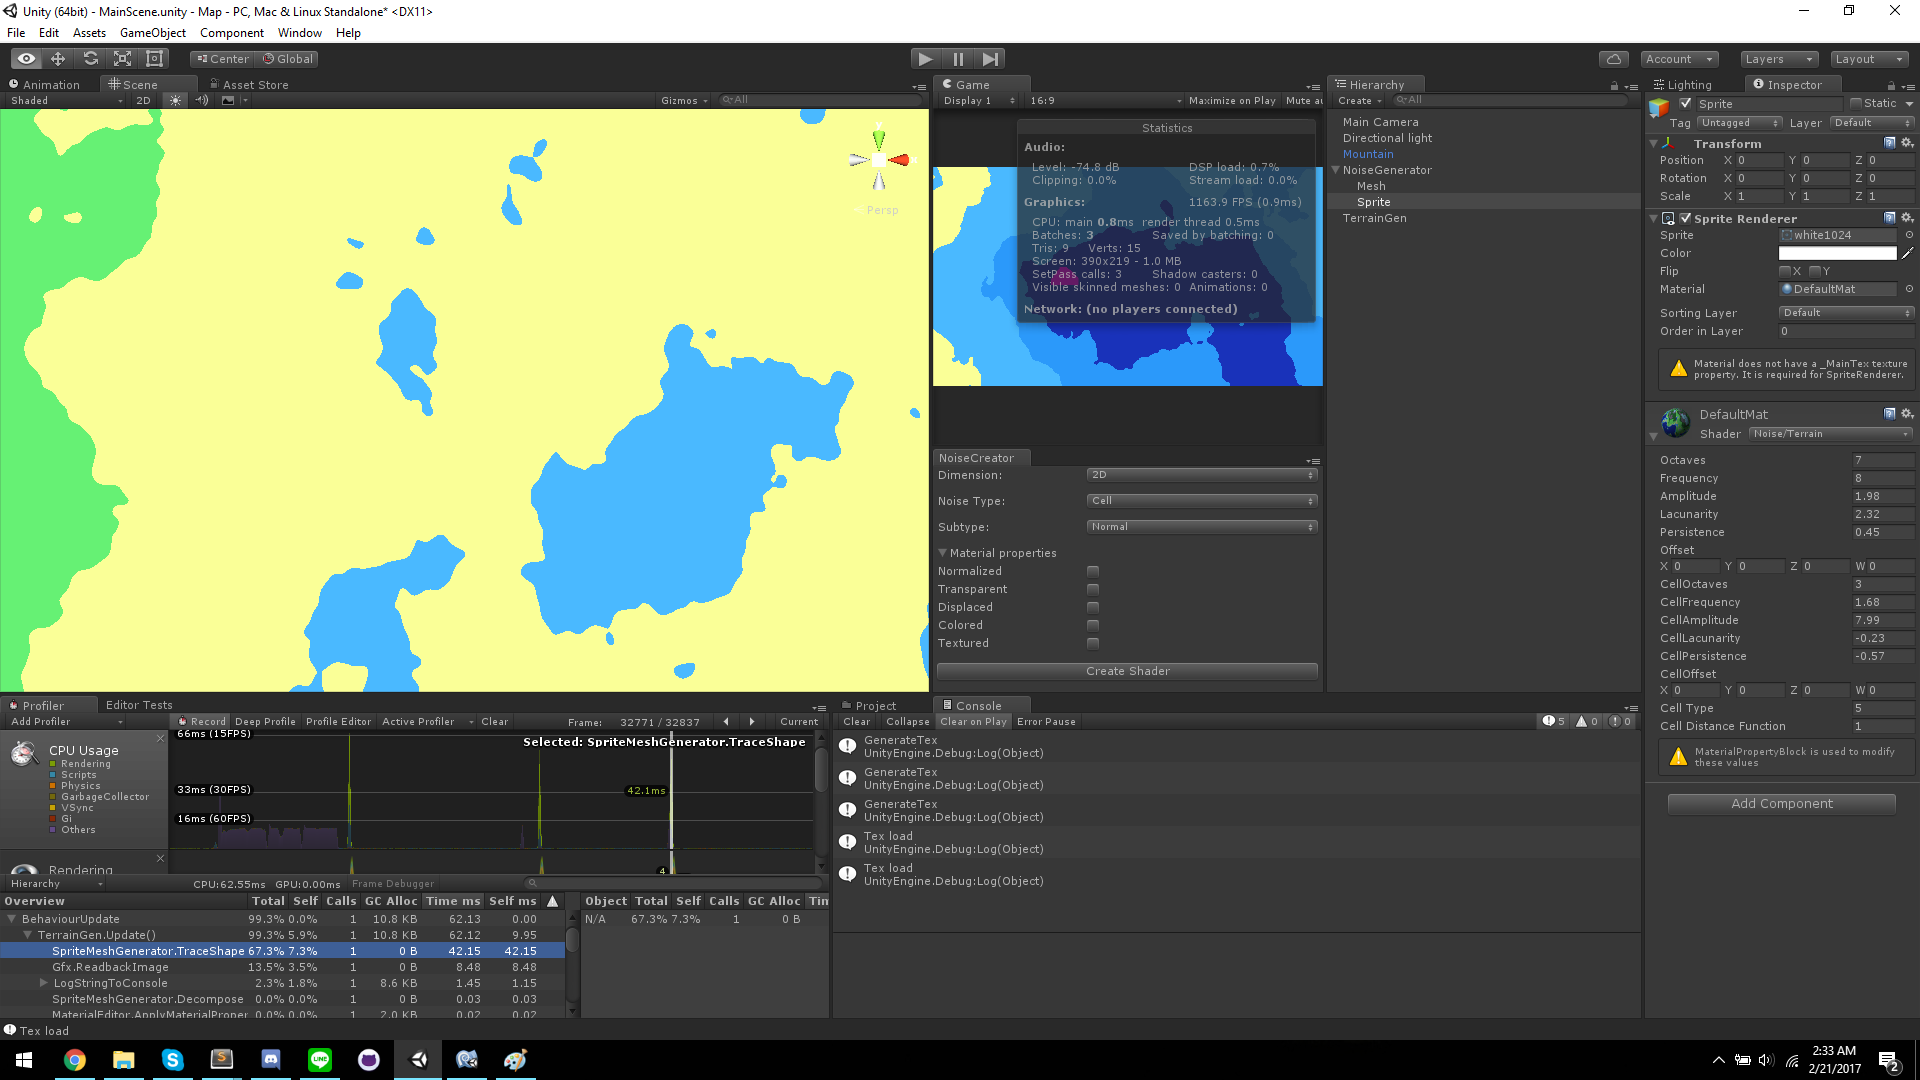 Unity (64bit) - MainScene.unity - Map - PC, Mac & Linux Standalone* <DX11>
File Edit Assets GameObject Component Window Help
Center Global
Account Layers Layout
Animation Scene Asset Store
Shaded 2D Gizmos All
Persp
Game
Display 1 16:9 Maximize on Play Mute au
Statistics
Audio:
Level: -74.8 dB DSP load: 0.7%
Clipping: 0.0% Stream load: 0.0%
Graphics: 1163.9 FPS (0.9ms)
CPU: main 0.8ms render thread 0.5ms
Batches: 3 Saved by batching: 0
Tris: 9 Verts: 15
Screen: 390x219 - 1.0 MB
SetPass calls: 3 Shadow casters: 0
Visible skinned meshes: 0 Animations: 0
Network: (no players connected)
NoiseCreator
Dimension: 2D
Noise Type: Cell
Subtype: Normal
Material properties
Normalized
Transparent
Displaced
Colored
Textured
Create Shader
Hierarchy
Create All
Main Camera
Directional light
Mountain
NoiseGenerator
Mesh
Sprite
TerrainGen
Lighting Inspector
Sprite Static
Tag Untagged Layer Default
Transform
Position X 0 Y 0 Z 0
Rotation X 0 Y 0 Z 0
Scale X 1 Y 1 Z 1
Sprite Renderer
Sprite white1024
Color
Flip X Y
Material DefaultMat
Sorting Layer Default
Order in Layer 0
Material does not have a _MainTex texture
property. It is required for SpriteRenderer.
DefaultMat
Shader Noise/Terrain
Octaves 7
Frequency 8
Amplitude 1.98
Lacunarity 2.32
Persistence 0.45
Offset
X 0 Y 0 Z 0 W 0
CellOctaves 3
CellFrequency 1.68
CellAmplitude 7.99
CellLacunarity -0.23
CellPersistence -0.57
CellOffset
X 0 Y 0 Z 0 W 0
Cell Type 5
Cell Distance Function 1
MaterialPropertyBlock is used to modify
these values
Add Component
Profiler Editor Tests
Add Profiler Record Deep Profile Profile Editor Active Profiler Clear Frame: 32771 / 32837 Current
CPU Usage
Rendering
Scripts
Physics
GarbageCollector
VSync
Gi
Others
Rendering
66ms (15FPS)
Selected: SpriteMeshGenerator.TraceShape
33ms (30FPS)
42.1ms
16ms (60FPS)
4
Hierarchy CPU:62.55ms GPU:0.00ms Frame Debugger
Overview Total Self Calls GC Alloc Time ms Self ms
BehaviourUpdate 99.3% 0.0% 1 10.8 KB 62.13 0.00
TerrainGen.Update() 99.3% 5.9% 1 10.8 KB 62.12 9.95
SpriteMeshGenerator.TraceShape 67.3% 7.3% 1 0 B 42.15 42.15
Gfx.ReadbackImage 13.5% 3.5% 1 0 B 8.48 8.48
LogStringToConsole 2.3% 1.8% 1 8.6 KB 1.45 1.15
SpriteMeshGenerator.Decompose 0.0% 0.0% 1 0 B 0.03 0.03
MaterialEditor.ApplyMaterialProper 0.0% 0.0% 1 2.0 KB 0.02 0.02
Object Total Self Calls GC Alloc Tim
N/A 67.3% 7.3% 1 0 B
Project Console
Clear Collapse Clear on Play Error Pause 5 0 0
GenerateTex
UnityEngine.Debug:Log(Object)
GenerateTex
UnityEngine.Debug:Log(Object)
GenerateTex
UnityEngine.Debug:Log(Object)
Tex load
UnityEngine.Debug:Log(Object)
Tex load
UnityEngine.Debug:Log(Object)
Tex load
2:33 AM
2/21/2017
2